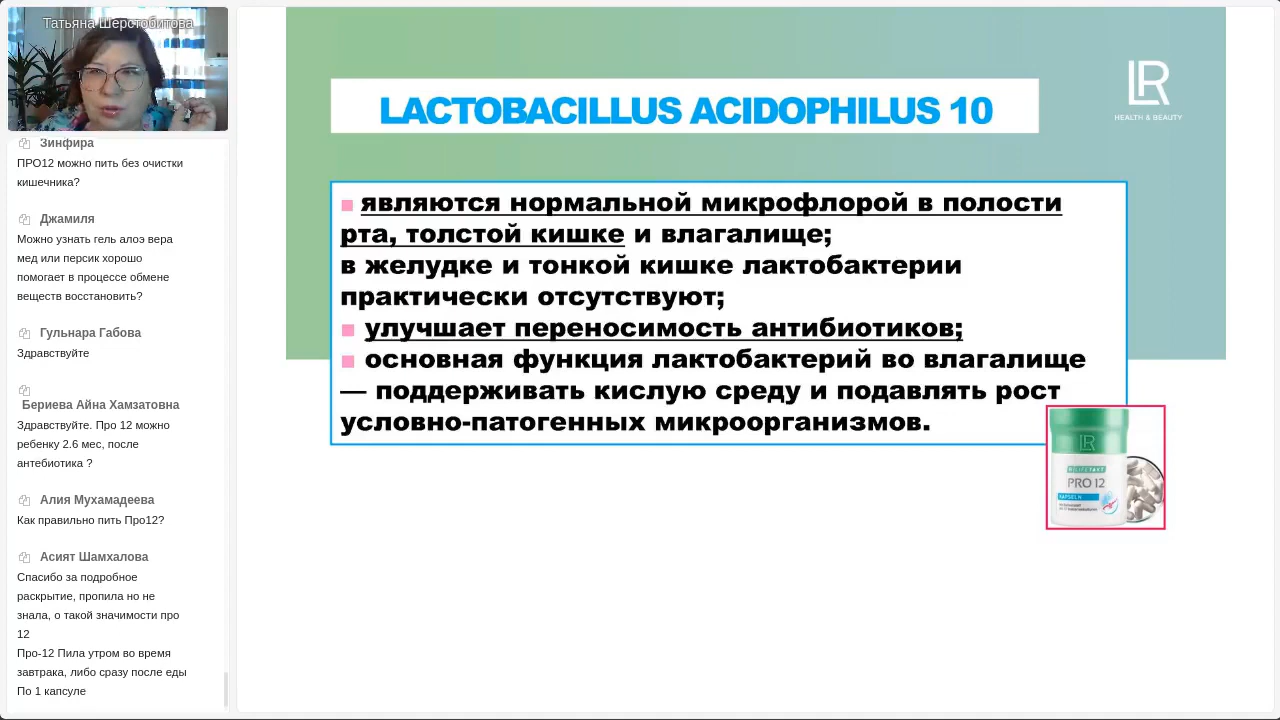 Татьяна Шерстобитова
Зинфира
ПРО12 можно пить без очистки
кишечника?
Джамиля
Можно узнать гель алоэ вера
мед или персик хорошо
помогает в процессе обмене
веществ восстановить?
Гульнара Габова
Здравствуйте
Бериева Айна Хамзатовна
Здравствуйте. Про 12 можно
ребенку 2.6 мес, после
антебиотика ?
Алия Мухамадеева
Как правильно пить Про12?
Асият Шамхалова
Спасибо за подробное
раскрытие, пропила но не
знала, о такой значимости про
12
Про-12 Пила утром во время
завтрака, либо сразу после еды
По 1 капсуле
LR
HEALTH & BEAUTY
LACTOBACILLUS ACIDOPHILUS 10
являются нормальной микрофлорой в полости
рта, толстой кишке и влагалище;
в желудке и тонкой кишке лактобактерии
практически отсутствуют;
улучшает переносимость антибиотиков;
основная функция лактобактерий во влагалище
— поддерживать кислую среду и подавлять рост
условно-патогенных микроорганизмов.
LR
LIFETAKT
PRO 12
KAPSELN